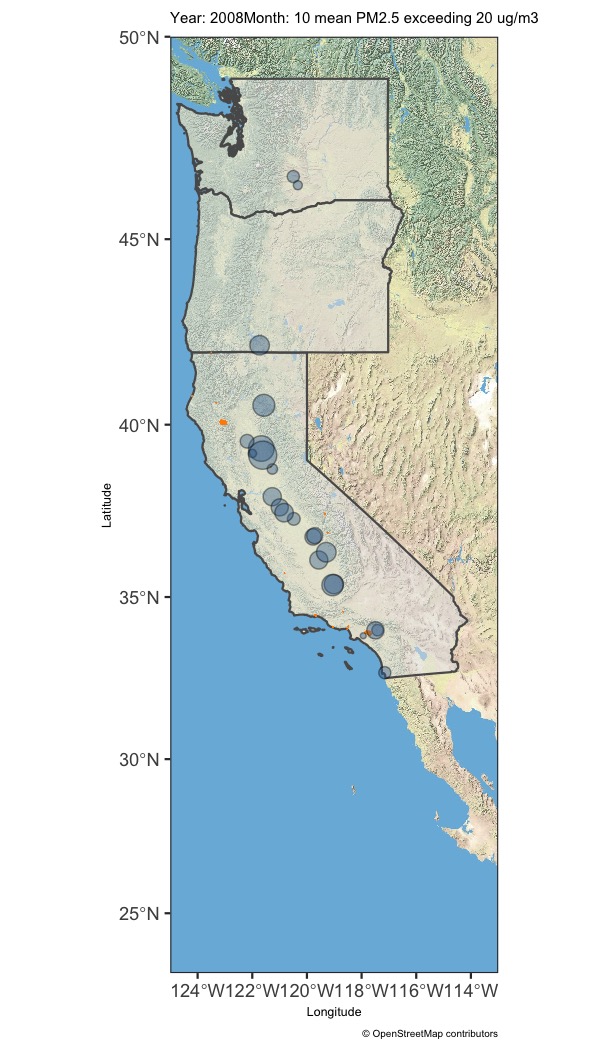 Year: 2008Month: 10 mean PM2.5 exceeding 20 ug/m3
50°N
45°N
40°N
35°N
30°N
25°N
Latitude
124°W122°W120°W118°W116°W114°W
Longitude
© OpenStreetMap contributors